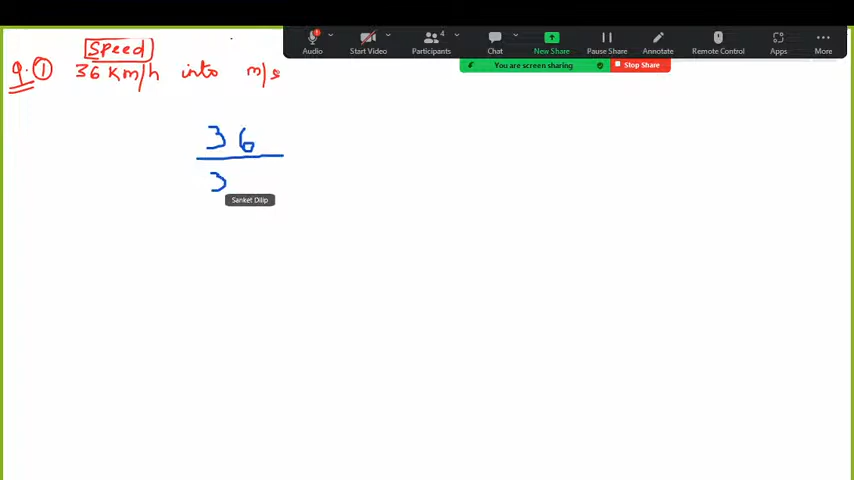 Audio
Start Video
4
Participants
Chat
New Share
Pause Share
Annotate
Remote Control
Apps
More
You are screen sharing
Stop Share
Speed
Q.① 36 km/h into m/s
36
3
Sanket Dilip